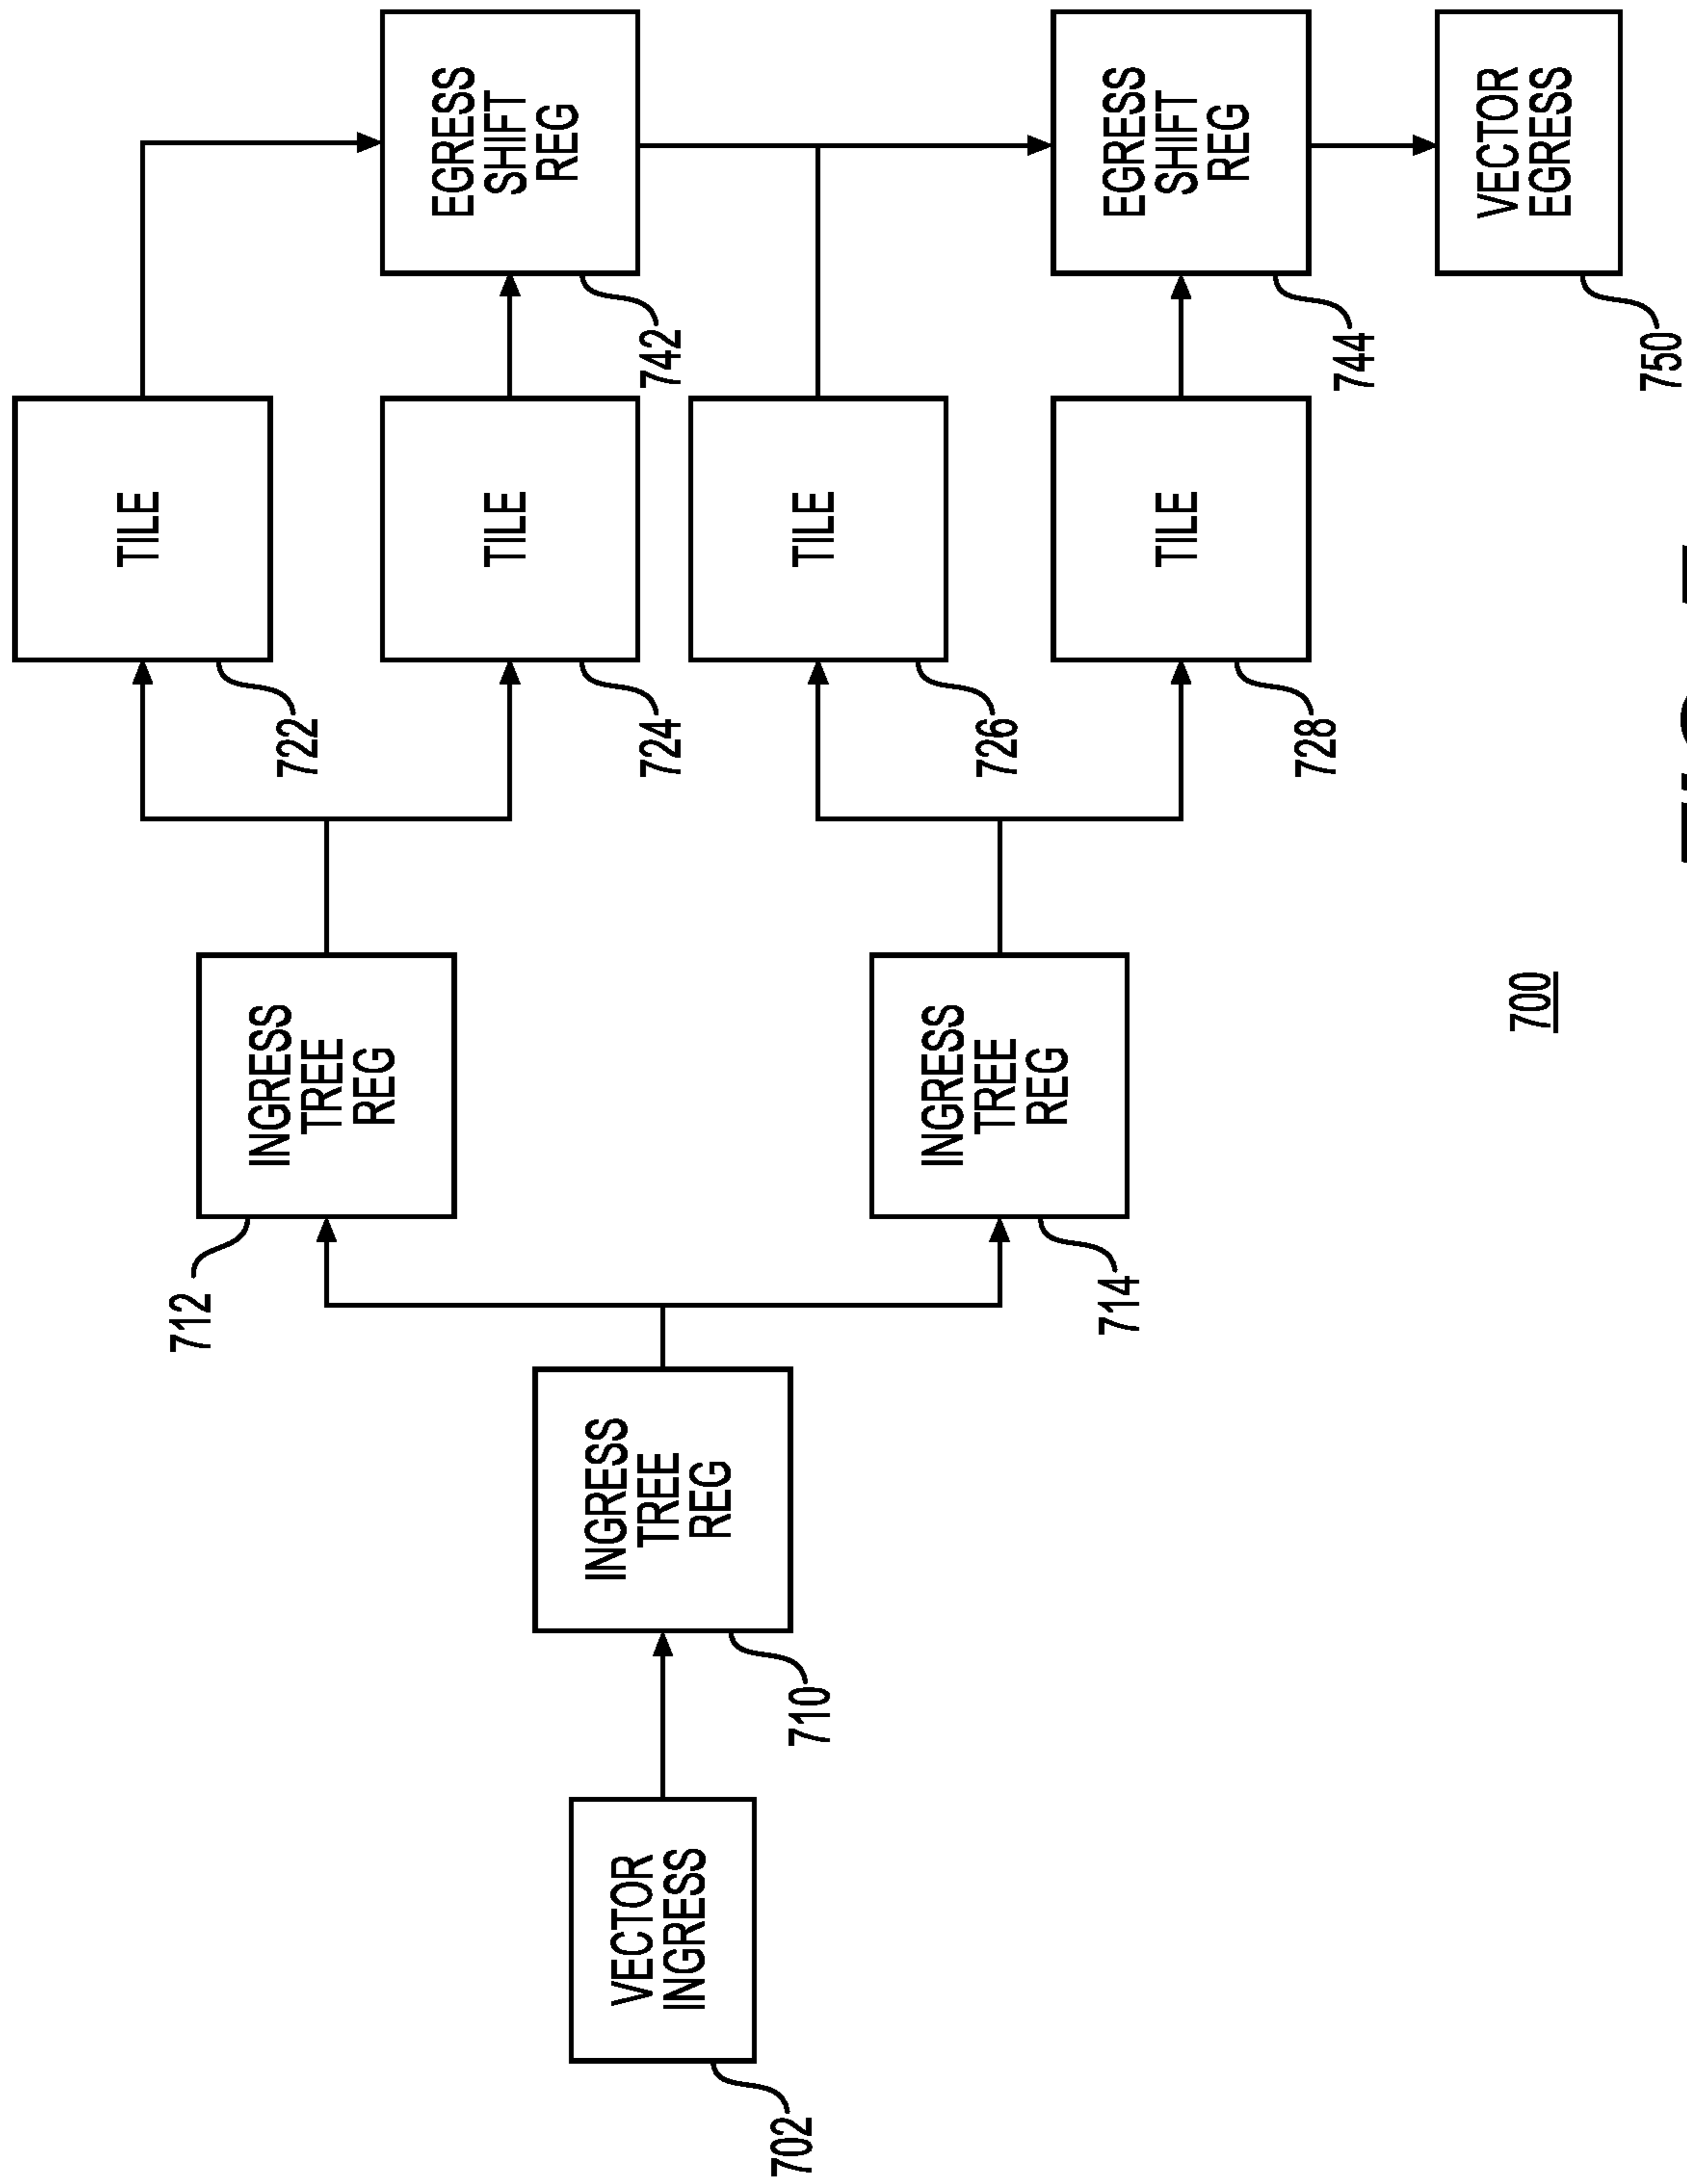 VECTOR
INGRESS
702
INGRESS
TREE
REG
710
INGRESS
TREE
REG
712
INGRESS
TREE
REG
714
TILE
722
TILE
724
TILE
726
TILE
728
EGRESS
SHIFT
REG
742
EGRESS
SHIFT
REG
744
VECTOR
EGRESS
750
700